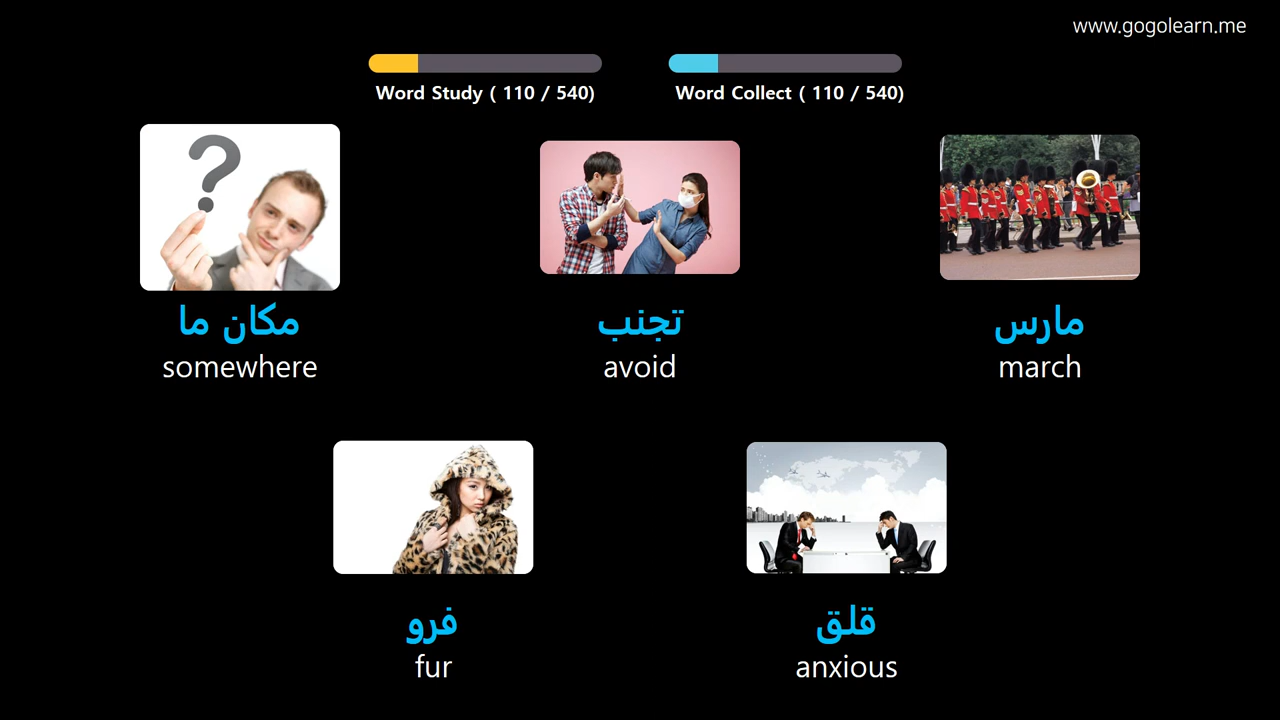 www.gogolearn.me
Word Study ( 110 / 540)
Word Collect ( 110 / 540)
مكان ما
somewhere
تجنب
avoid
مارس
march
فرو
fur
قلق
anxious